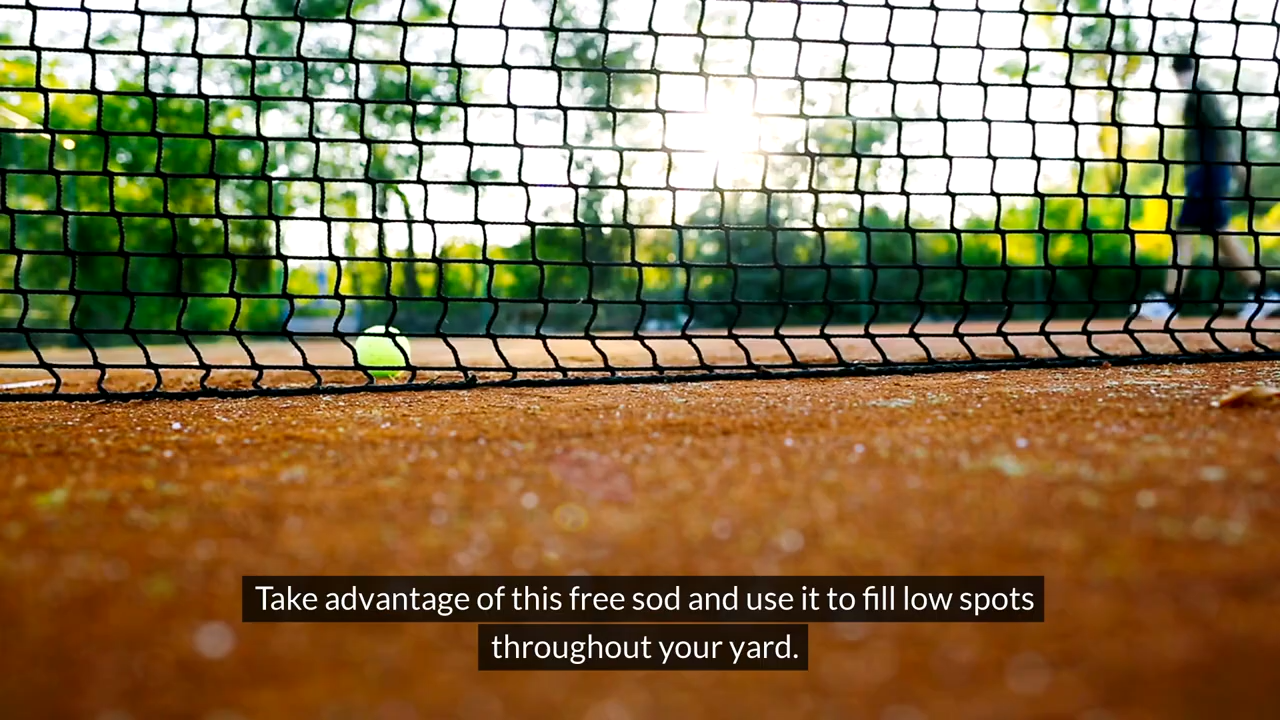 Take advantage of this free sod and use it to fill low spots
throughout your yard.